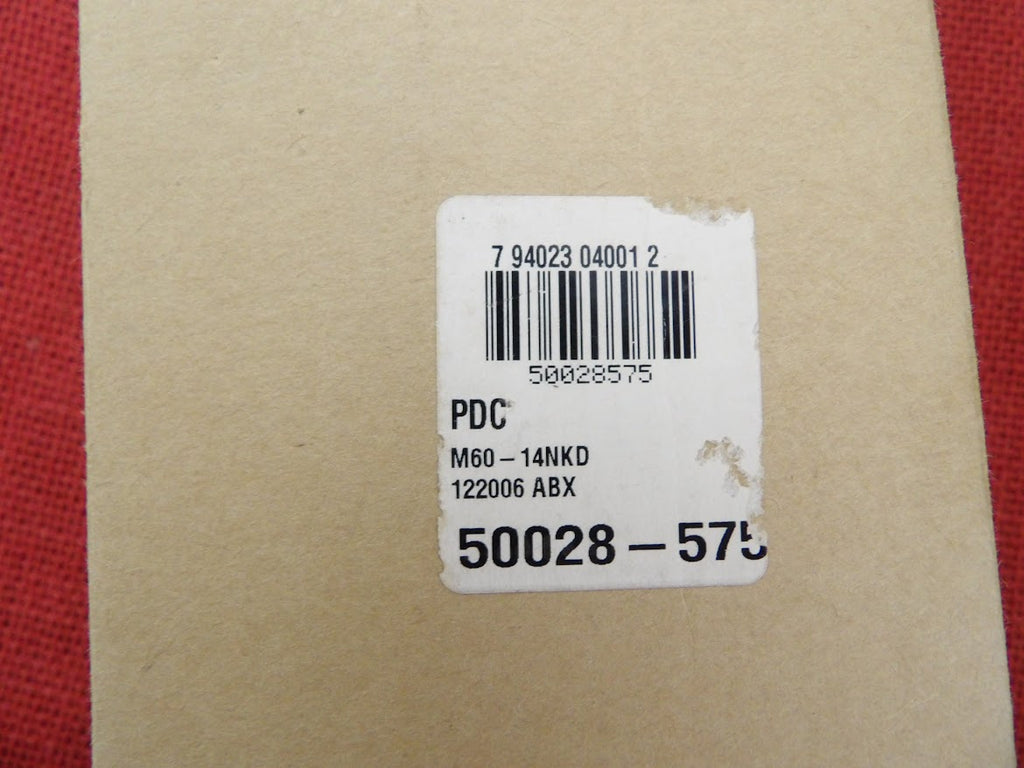 7 94023 04001 2
50028575
PDC
M60 – 14NKD
122006 ABX
50028 – 575